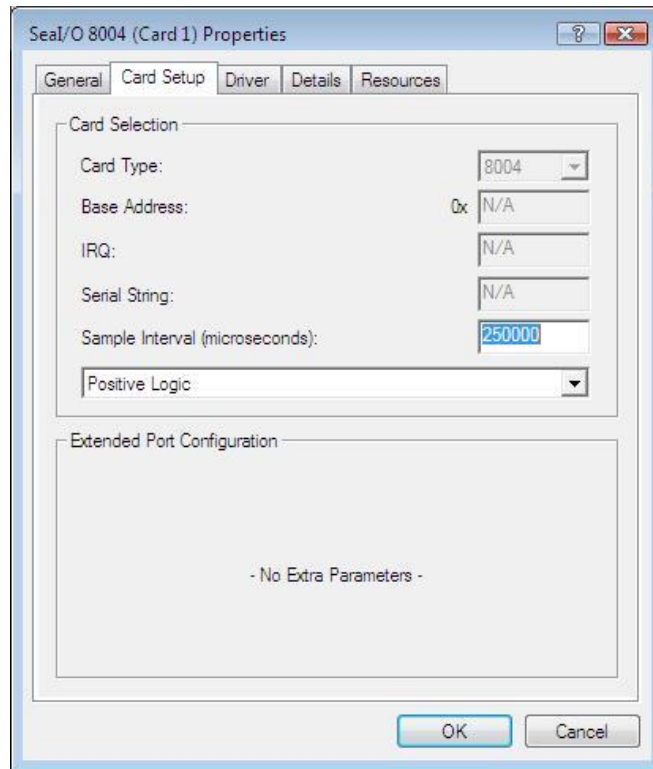 SeaI/O 8004 (Card 1) Properties
General Card Setup Driver Details Resources
Card Selection
Card Type: 8004
Base Address: 0x N/A
IRQ: N/A
Serial String: N/A
Sample Interval (microseconds): 250000
Positive Logic
Extended Port Configuration
- No Extra Parameters -
OK Cancel